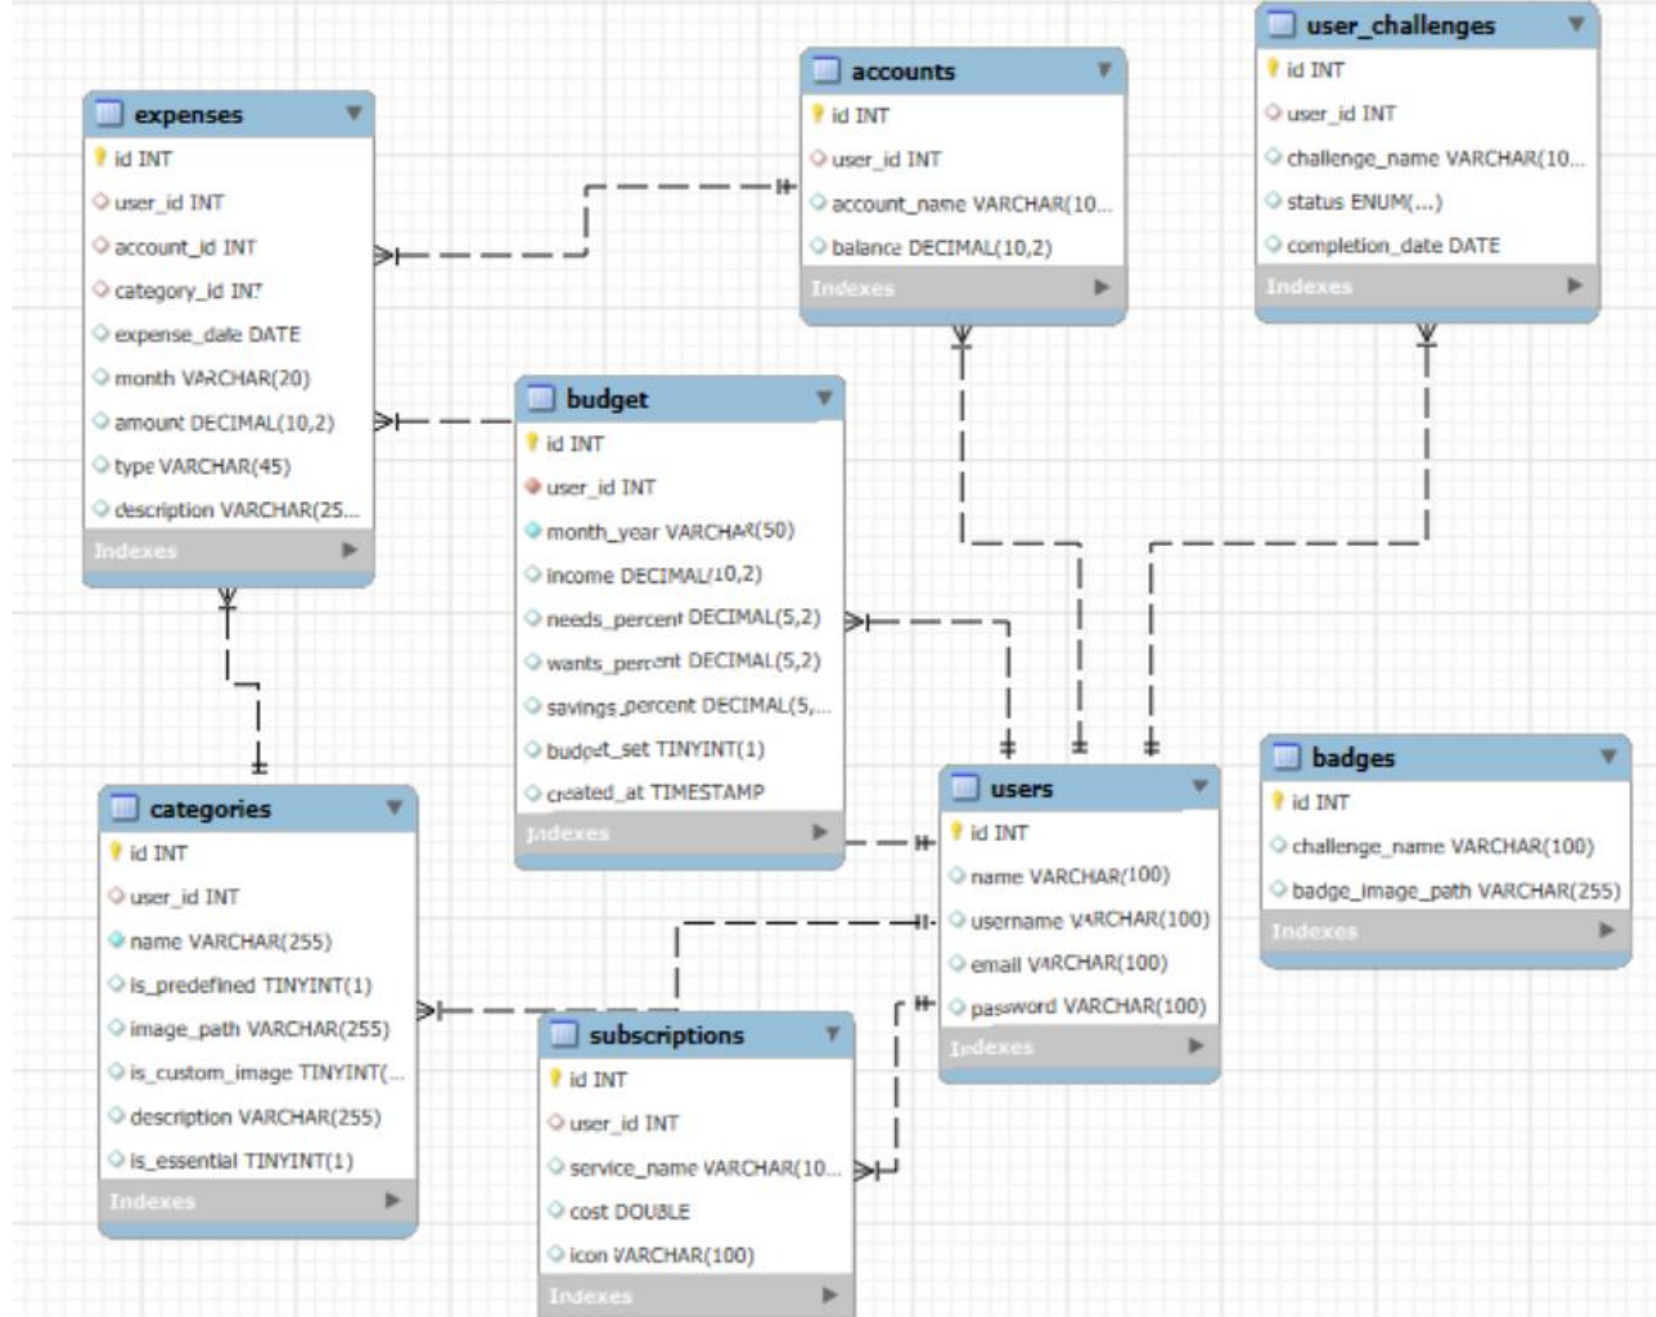 expenses
id INT
user_id INT
account_id INT
category_id INT
expense_date DATE
month VARCHAR(20)
amount DECIMAL(10,2)
type VARCHAR(45)
description VARCHAR(25...
Indexes
accounts
id INT
user_id INT
account_name VARCHAR(10...
balance DECIMAL(10,2)
Indexes
user_challenges
id INT
user_id INT
challenge_name VARCHAR(10...
status ENUM(...)
completion_date DATE
Indexes
budget
id INT
user_id INT
month_year VARCHAR(50)
income DECIMAL(10,2)
needs_percent DECIMAL(5,2)
wants_percent DECIMAL(5,2)
savings_percent DECIMAL(5,...
budget_set TINYINT(1)
created_at TIMESTAMP
Indexes
categories
id INT
user_id INT
name VARCHAR(255)
is_predefined TINYINT(1)
image_path VARCHAR(255)
is_custom_image TINYINT(...
description VARCHAR(255)
is_essential TINYINT(1)
Indexes
users
id INT
name VARCHAR(100)
username VARCHAR(100)
email VARCHAR(100)
password VARCHAR(100)
Indexes
badges
id INT
challenge_name VARCHAR(100)
badge_image_path VARCHAR(255)
Indexes
subscriptions
id INT
user_id INT
service_name VARCHAR(10...
cost DOUBLE
icon VARCHAR(100)
Indexes